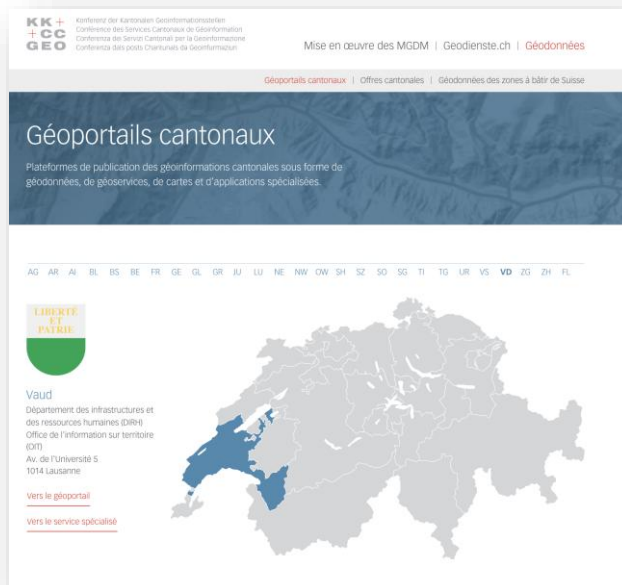 KK +
+ CC
GEO
Konferenz der Kantonalen Geoinformationsstellen
Conférence des Services Cantonaux de Géoinformation
Conferenza dei Servizi Cantonali per la Geoinformazione
Conferenza dals posts Chantunals da Geoinfurmaziun
Mise en œuvre des MGDM | Geodienste.ch | Géodonnées
Géoportails cantonaux | Offres cantonales | Géodonnées des zones à bâtir de Suisse
Géoportails cantonaux
Plateformes de publication des géoinformations cantonales sous forme de
géodonnées, de géoservices, de cartes et d'applications spécialisées.
AG AR AI BL BS BE FR GE GL GR JU LU NE NW OW SH SZ SO SG TI TG UR VS VD ZG ZH FL
LIBERTÉ
ET
PATRIE
Vaud
Département des infrastructures et
des ressources humaines (DIRH)
Office de l'information sur territoire
(OIT)
Av. de l'Université 5
1014 Lausanne
Vers le géoportail
Vers le service spécialisé